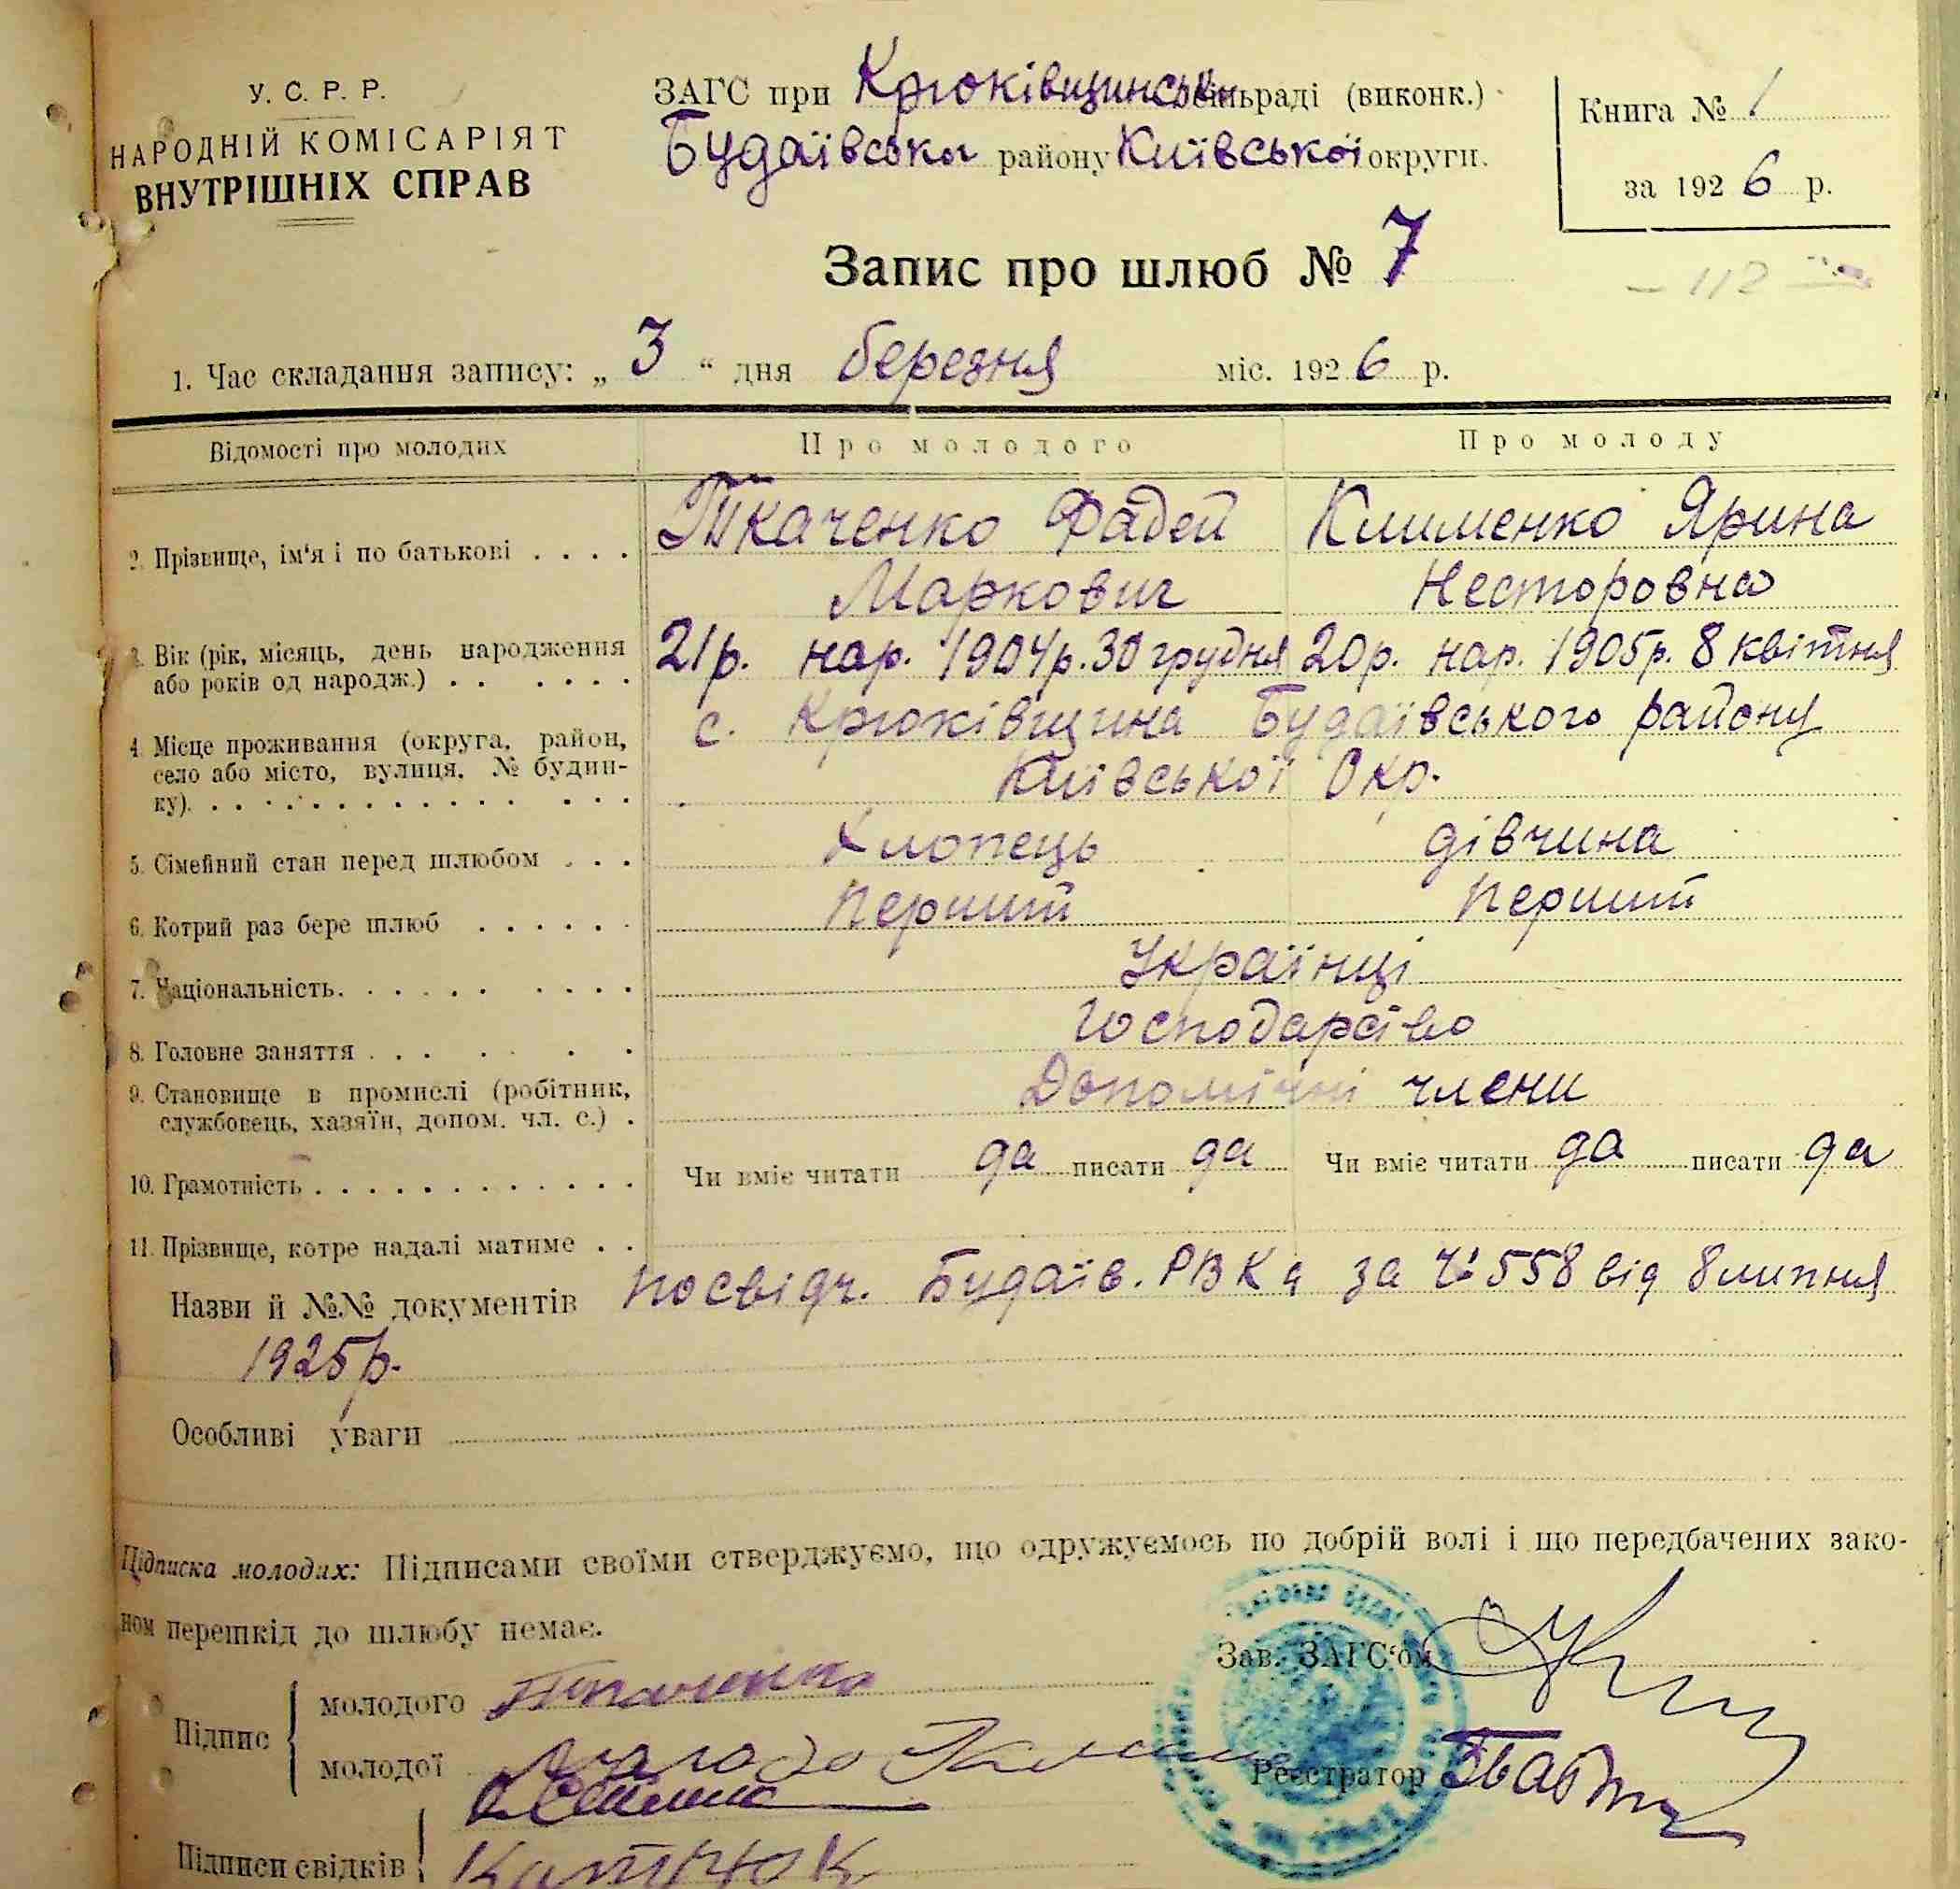 У. С. Р. Р.
НАРОДНІЙ КОМІСАРІЯТ
ВНУТРІШНІХ СПРАВ
ЗАГС при Крюківщинськ сільраді (виконк.)
Будаївськ району Київської округи.
Книга № 1
за 1926 р.
Запис про шлюб № 7
1. Час складання запису: „ 3 “ дня березня міс. 1926 р.
Відомості про молодих Про молодого Про молоду
2. Прізвище, ім'я і по батькові . . . . Ткаченко Фадей Клименко Ярина
Маркович Несторовна
3. Вік (рік, місяць, день народження 21р. нар. 1904р. 30 грудня 20р. нар. 1905р. 8 квітня
або років од народж.) . . . . . .
4. Місце проживання (округа, район, с. Крюківщина Будаївського району
село або місто, вулиця, № будин- Київської Окр.
ку). . . . . . . . . . . . . . .
5. Сімейний стан перед шлюбом . . . Хлопець дівчина
6. Котрий раз бере шлюб . . . . . . Перший Перший
7. Національність. . . . . . . . . . Українці
8. Головне заняття . . . . . . Господарство
9. Становище в промислі (робітник, Допомічні члени
службовець, хазяїн, допом. чл. с.) .
10. Грамотність . . . . . . . . . . . . Чи вміє читати да писати да Чи вміє читати да писати да
11. Прізвище, котре надалі матиме . .
Назви й №№ документів посвідч. Будаїв. РВКа за Ч: 558 від 8 липня
1925р.
Особливі уваги
Підписка молодих: Підписами своїми стверджуємо, що одружуємось по добрій волі і що передбачених зако-
ном перешкід до шлюбу немає.
Зав. ЗАГС'ом
Підпис молодого Ткаченко
молодої
Реєстратор
Підписи свідків